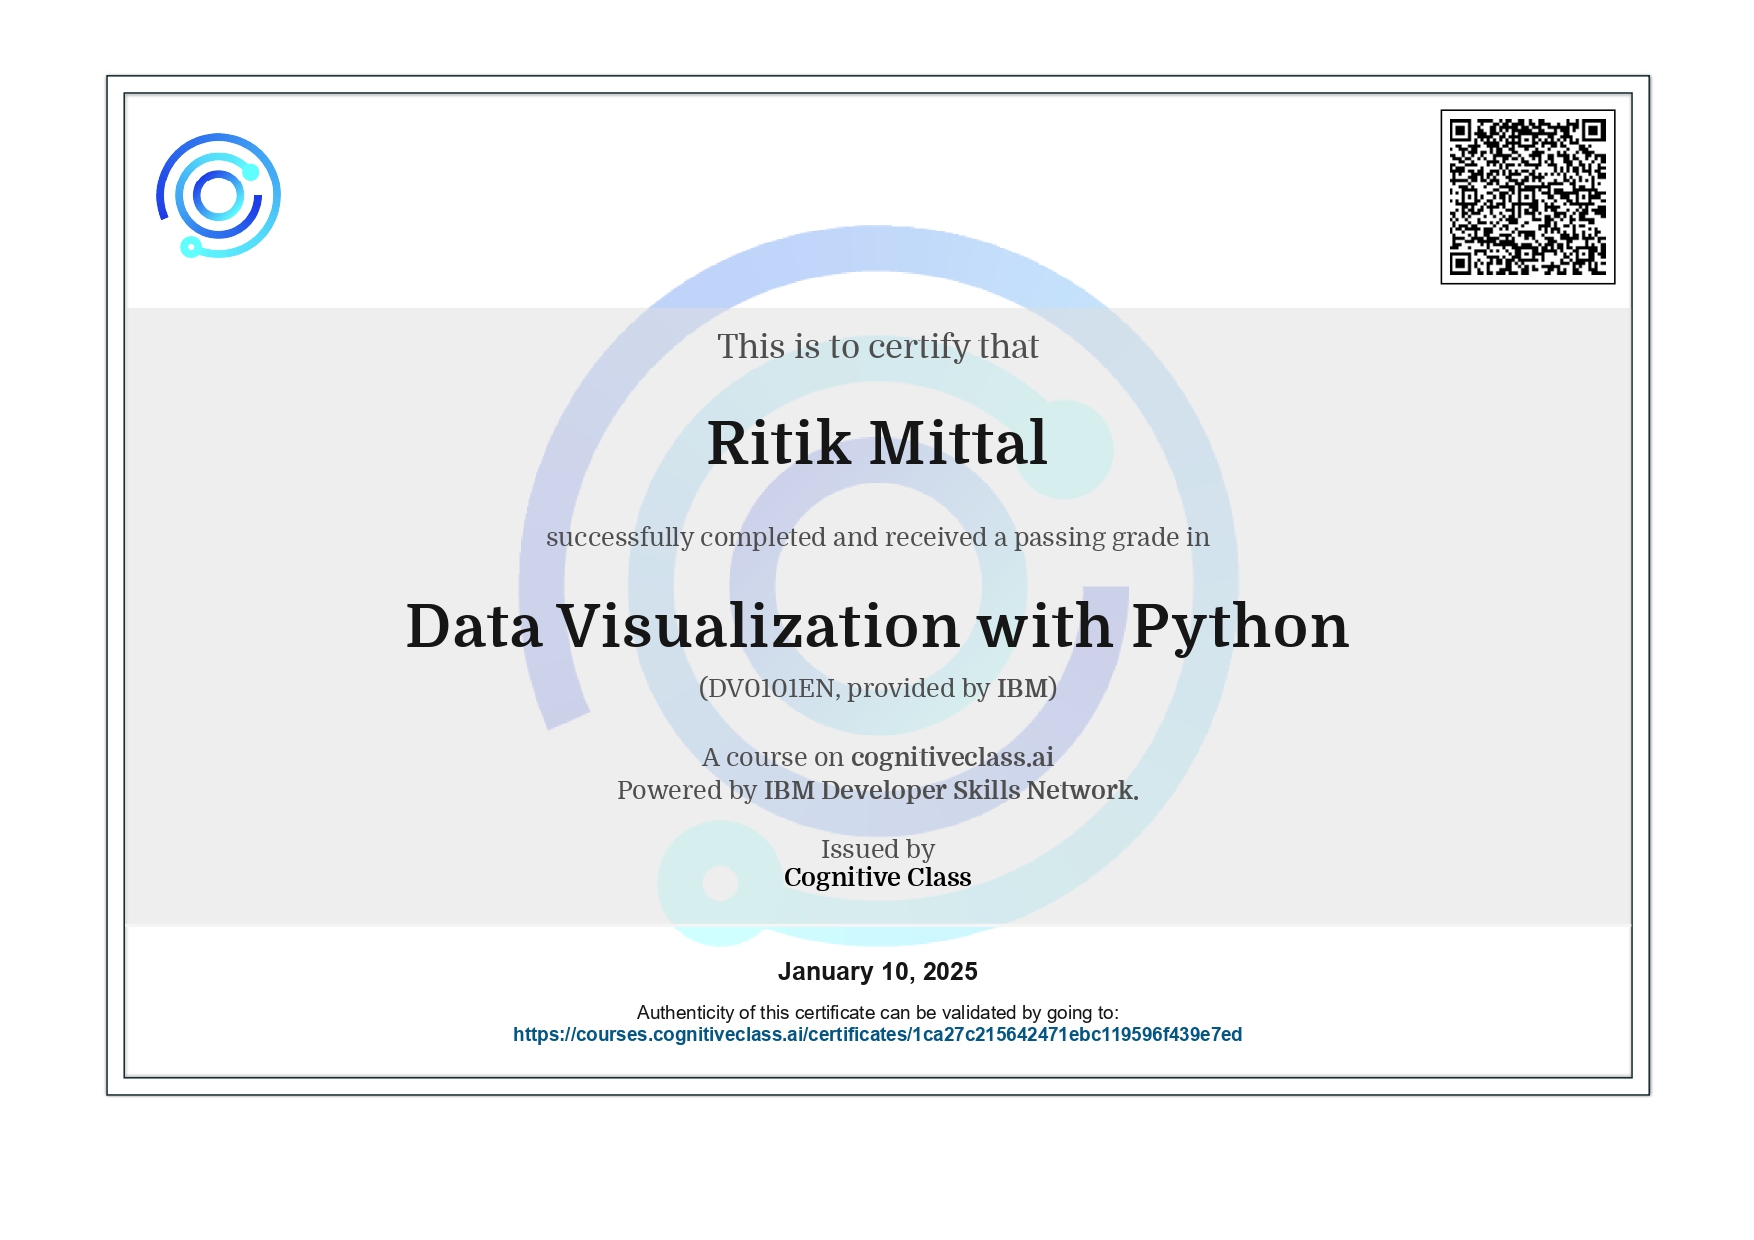 This is to certify that
Ritik Mittal
successfully completed and received a passing grade in
Data Visualization with Python
(DV0101EN, provided by IBM)
A course on cognitiveclass.ai
Powered by IBM Developer Skills Network.
Issued by
Cognitive Class
January 10, 2025
Authenticity of this certificate can be validated by going to:
https://courses.cognitiveclass.ai/certificates/1ca27c215642471ebc119596f439e7ed